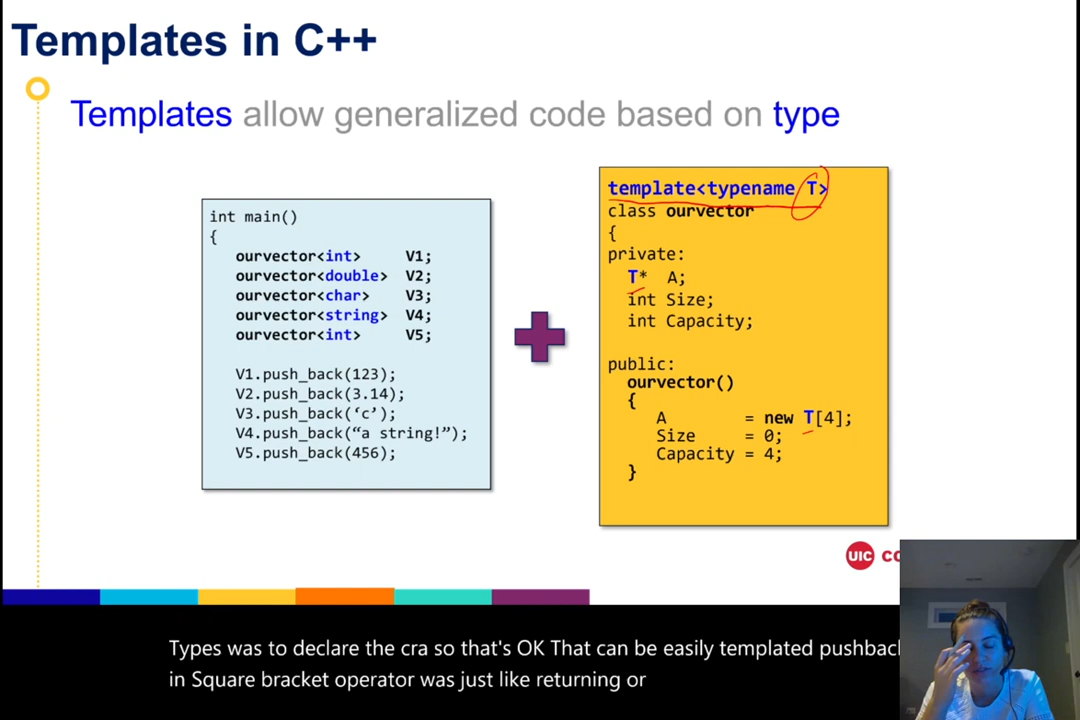 Templates in C++
Templates allow generalized code based on type
int main()
{
ourvector<int> V1;
ourvector<double> V2;
ourvector<char> V3;
ourvector<string> V4;
ourvector<int> V5;
V1.push_back(123);
V2.push_back(3.14);
V3.push_back(‘c’);
V4.push_back(“a string!”);
V5.push_back(456);
template<typename T>
class ourvector
{
private:
T* A;
int Size;
int Capacity;
public:
ourvector()
{
A = new T[4];
Size = 0;
Capacity = 4;
}
UIC
Types was to declare the cra so that's OK That can be easily templated pushback
in Square bracket operator was just like returning or